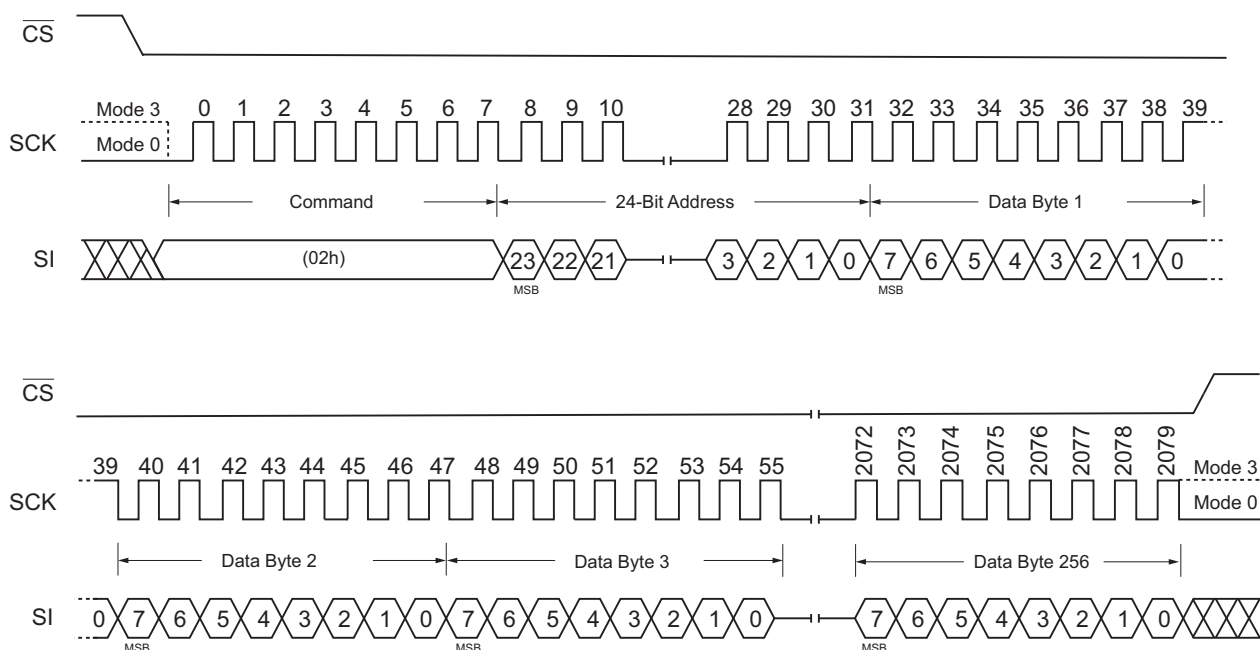 CS
Mode 3 0 1 2 3 4 5 6 7 8 9 10 28 29 30 31 32 33 34 35 36 37 38 39
SCK Mode 0
Command 24-Bit Address Data Byte 1
SI (02h) 23 22 21 3 2 1 0 7 6 5 4 3 2 1 0
MSB MSB
CS
39 40 41 42 43 44 45 46 47 48 49 50 51 52 53 54 55 2072 2073 2074 2075 2076 2077 2078 2079 Mode 3
SCK Mode 0
Data Byte 2 Data Byte 3 Data Byte 256
SI 0 7 6 5 4 3 2 1 0 7 6 5 4 3 2 1 0 7 6 5 4 3 2 1 0
MSB MSB MSB